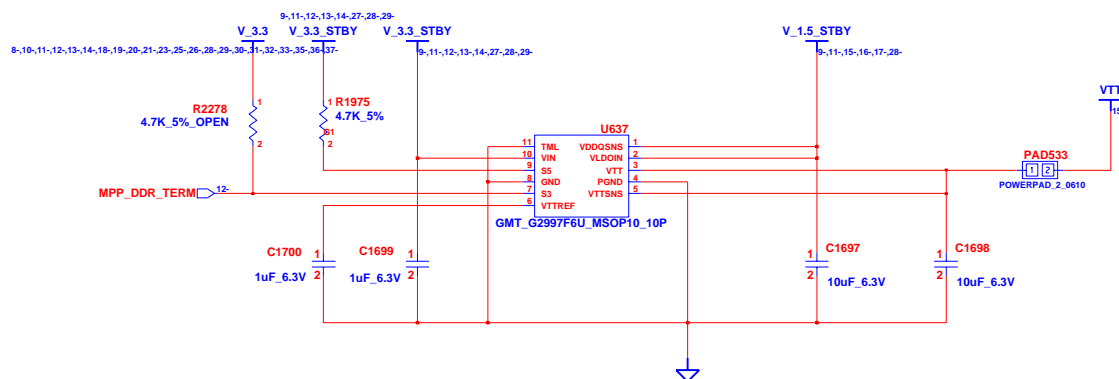 9-,11-,12-,13-,14-,27-,28-,29-
V_3.3
V_3.3_STBY
V_3.3_STBY
V_1.5_STBY
8-,10-,11-,12-,13-,14-,18-,19-,20-,21-,23-,25-,26-,28-,29-,30-,31-,32-,33-,35-,36-,37-
9-,11-,12-,13-,14-,27-,28-,29-
9-,11-,15-,16-,17-,28-
VTT
15
R2278
4.7K_5%_OPEN
1
2
R1975
4.7K_5%
1
2
U637
11 TML VDDQSNS 1
10 VIN VLDOIN 2
9 S5 VTT 3
8 GND PGND 4
7 S3 VTTSNS 5
6 VTTREF
GMT_G2997F6U_MSOP10_10P
PAD533
1 2
POWERPAD_2_0610
MPP_DDR_TERM
12-
C1700
1
2
1uF_6.3V
C1699
1
2
1uF_6.3V
C1697
1
2
10uF_6.3V
C1698
1
2
10uF_6.3V